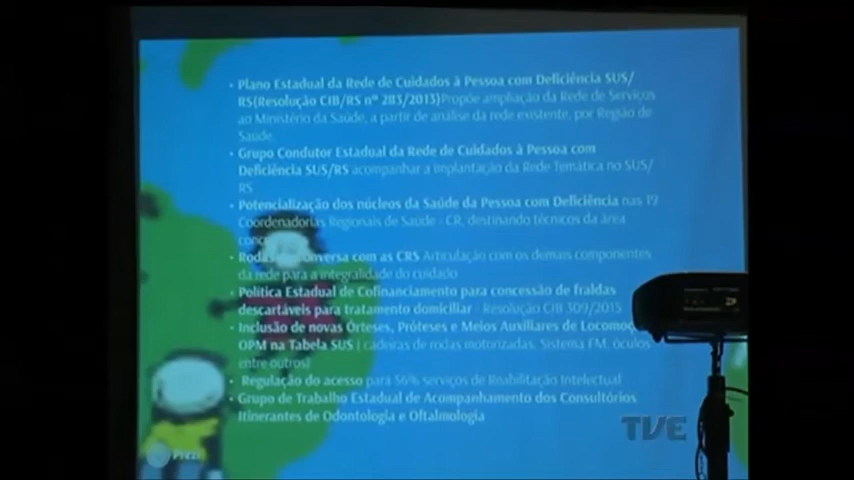 • Plano Estadual da Rede de Cuidados à Pessoa com Deficiência SUS/
RS(Resolução CIB/RS nº 283/2013)Propõe ampliação da Rede de Serviços
ao Ministério da Saúde, a partir de análise da rede existente, por Região de
Saúde.
• Grupo Condutor Estadual da Rede de Cuidados à Pessoa com
Deficiência SUS/RS acompanhar a implantação da Rede Temática no SUS/
RS
• Potencialização dos núcleos da Saúde da Pessoa com Deficiência nas 19
Coordenadorias Regionais de Saúde - CR, destinando técnicos da área
• Rodas conversa com as CRS Articulação com os demais componentes
da rede para a integralidade do cuidado
• Política Estadual de Cofinanciamento para concessão de fraldas
descartáveis para tratamento domiciliar - Resolução CIB 309/2013
• Inclusão de novas Órteses, Próteses e Meios Auxiliares de Locomoç
OPM na Tabela SUS ( cadeiras de rodas motorizadas, Sistema FM, óculos
entre outros)
• Regulação do acesso para 56% serviços de Reabilitação Intelectual
• Grupo de Trabalho Estadual de Acompanhamento dos Consultórios
Itinerantes de Odontologia e Oftalmologia
TVE
Prezi